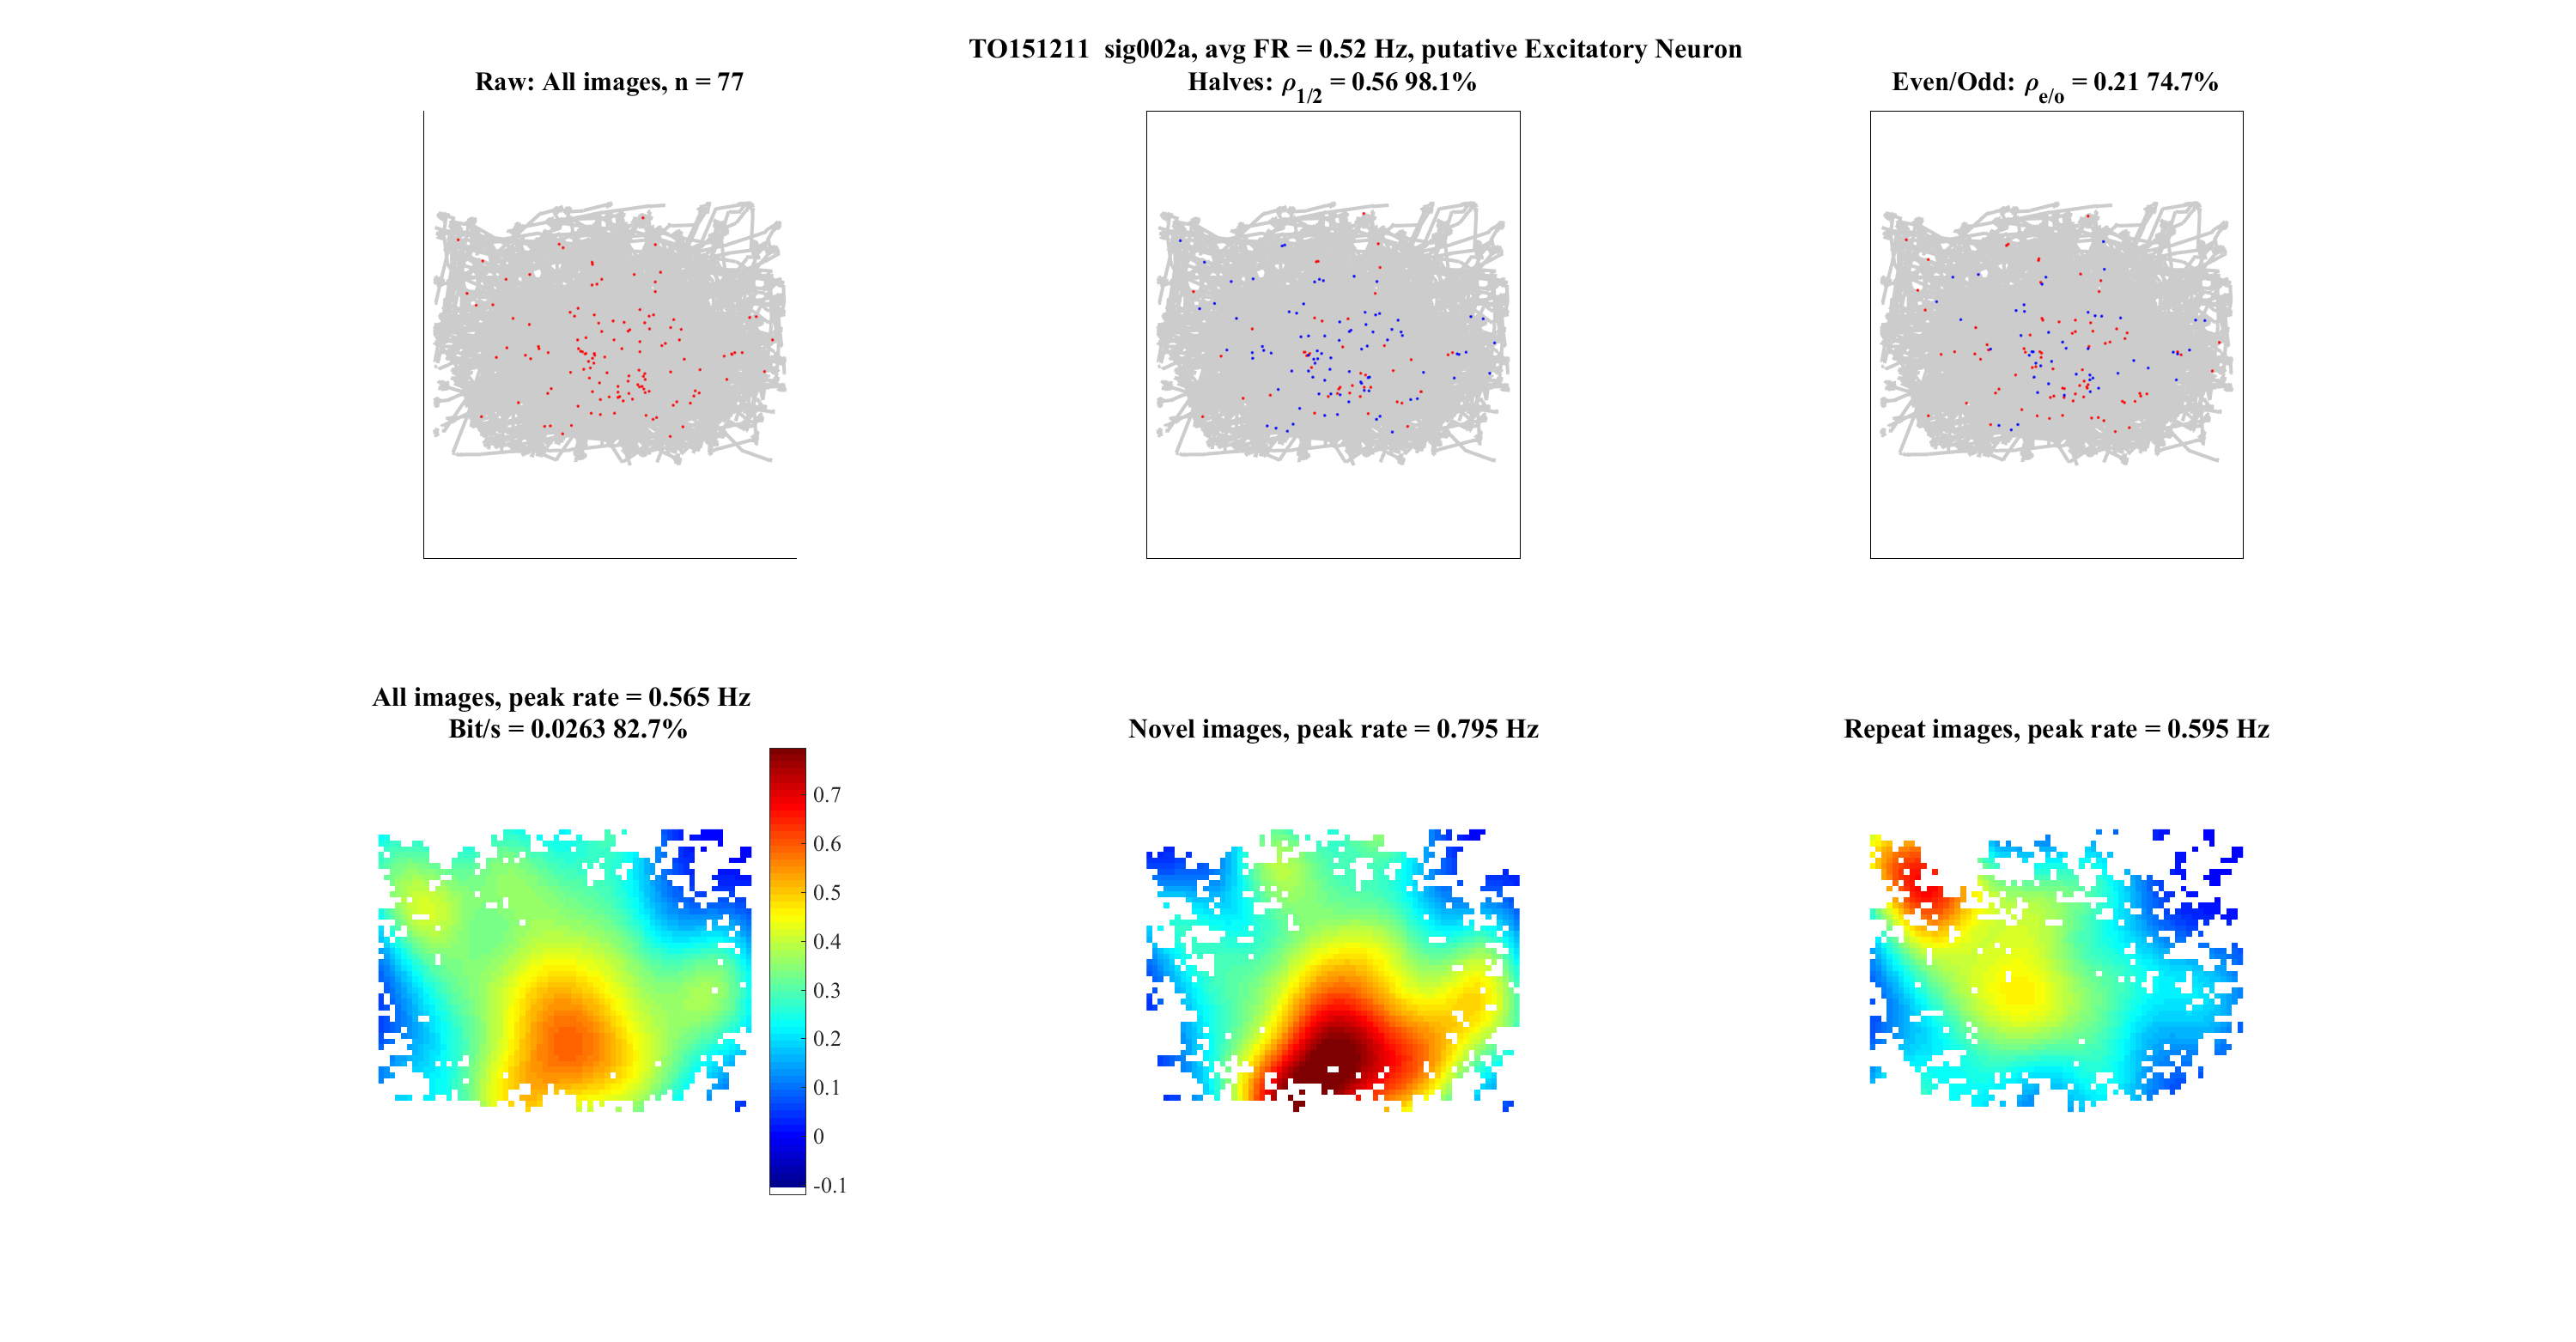 TO151211 sig002a, avg FR = 0.52 Hz, putative Excitatory Neuron
Raw: All images, n = 77
Halves: ρ1/2 = 0.56 98.1%
Even/Odd: ρe/o = 0.21 74.7%
All images, peak rate = 0.565 Hz
Bit/s = 0.0263 82.7%
Novel images, peak rate = 0.795 Hz
Repeat images, peak rate = 0.595 Hz
0.7
0.6
0.5
0.4
0.3
0.2
0.1
0
-0.1